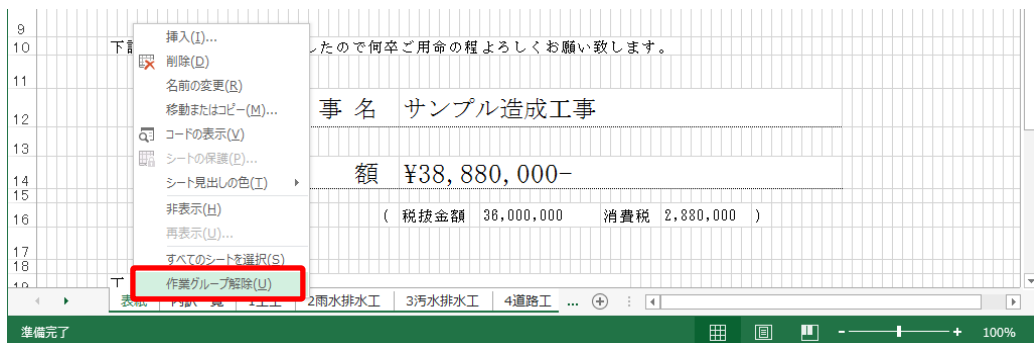 9
挿入(I)...
10
下
したので何卒ご用命の程よろしくお願い致します。
削除(D)
11
名前の変更(R)
移動またはコピー(M)...
12
事 名 サンプル造成工事
13
コードの表示(V)
シートの保護(P)...
14
額 ¥38,880,000-
シート見出しの色(T)
15
16
非表示(H)
( 税抜金額 36,000,000 消費税 2,880,000 )
再表示(U)...
17
すべてのシートを選択(S)
18
作業グループ解除(U)
表紙 2雨水排水工 3汚水排水工 4道路工 ...
準備完了
100%